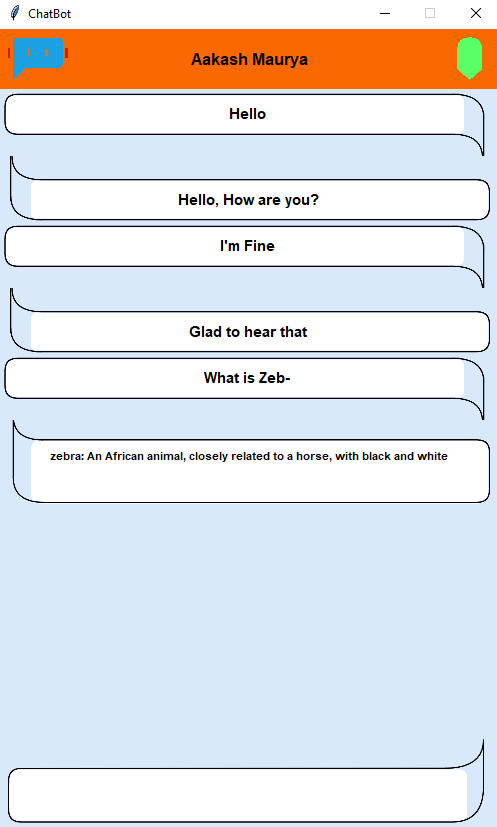 ChatBot
Aakash Maurya
Hello
Hello, How are you?
I'm Fine
Glad to hear that
What is Zeb-
zebra: An African animal, closely related to a horse, with black and white